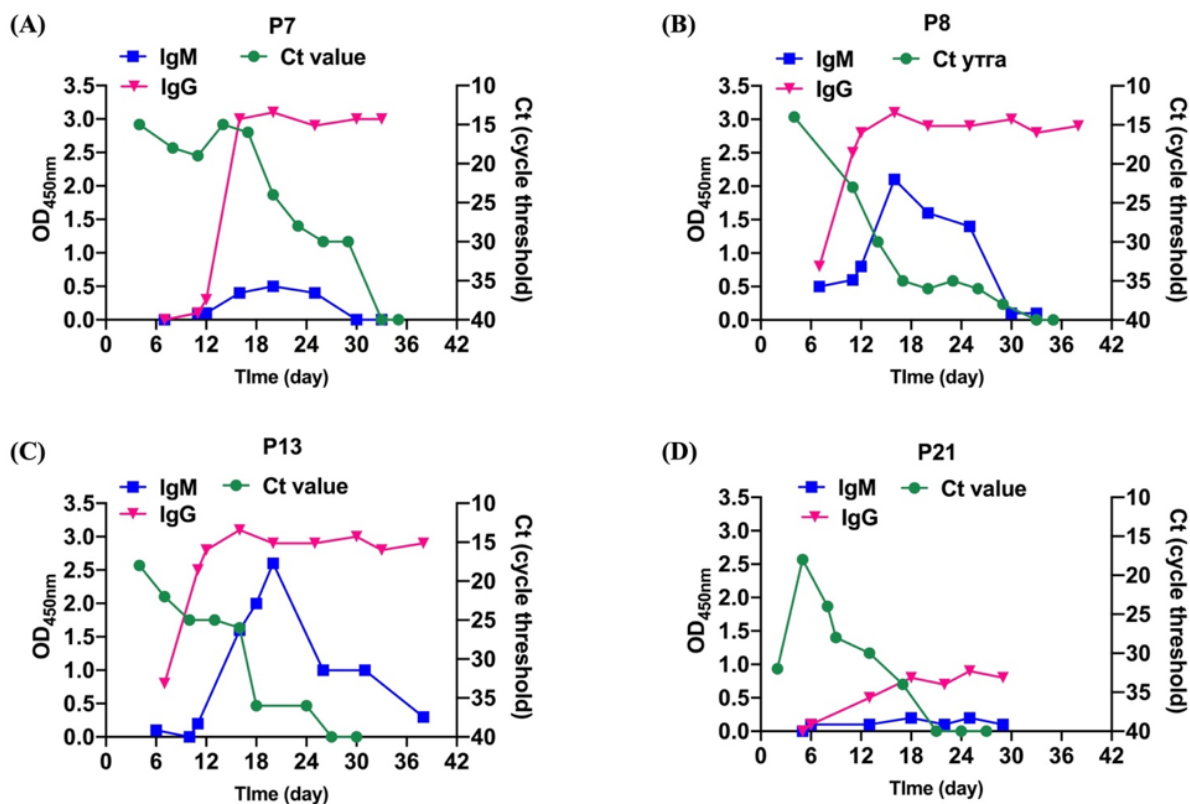 (A)
P7
IgM
Ct value
IgG
3.5
3.0
2.5
2.0
1.5
1.0
0.5
0.0
OD450nm
10
15
20
25
30
35
40
Ct (cycle threshold)
0 6 12 18 24 30 36 42
TIme (day)
(B)
P8
IgM
Ct утга
IgG
3.5
3.0
2.5
2.0
1.5
1.0
0.5
0.0
OD450nm
10
15
20
25
30
35
40
Ct (cycle threshold)
0 6 12 18 24 30 36 42
TIme (day)
(C)
P13
IgM
Ct value
IgG
3.5
3.0
2.5
2.0
1.5
1.0
0.5
0.0
OD450nm
10
15
20
25
30
35
40
Ct (cycle threshold)
0 6 12 18 24 30 36 42
TIme (day)
(D)
P21
IgM
Ct value
IgG
3.5
3.0
2.5
2.0
1.5
1.0
0.5
0.0
OD450nm
10
15
20
25
30
35
40
Ct (cycle threshold)
0 6 12 18 24 30 36 42
TIme (day)